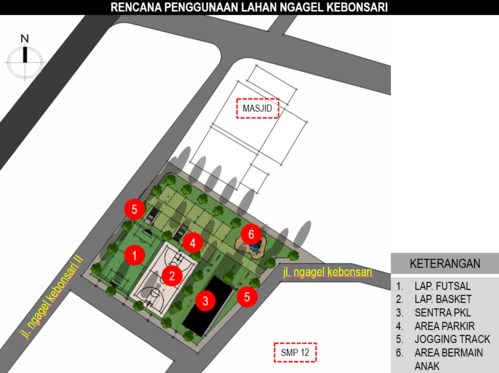 RENCANA PENGGUNAAN LAHAN NGAGEL KEBONSARI
N
MASJID
5
6
4
1
2
3
5
jl. ngagel kebonsari
jl. ngagel kebonsari II
SMP 12
KETERANGAN
1. LAP. FUTSAL
2. LAP. BASKET
3. SENTRA PKL
4. AREA PARKIR
5. JOGGING TRACK
6. AREA BERMAIN
ANAK